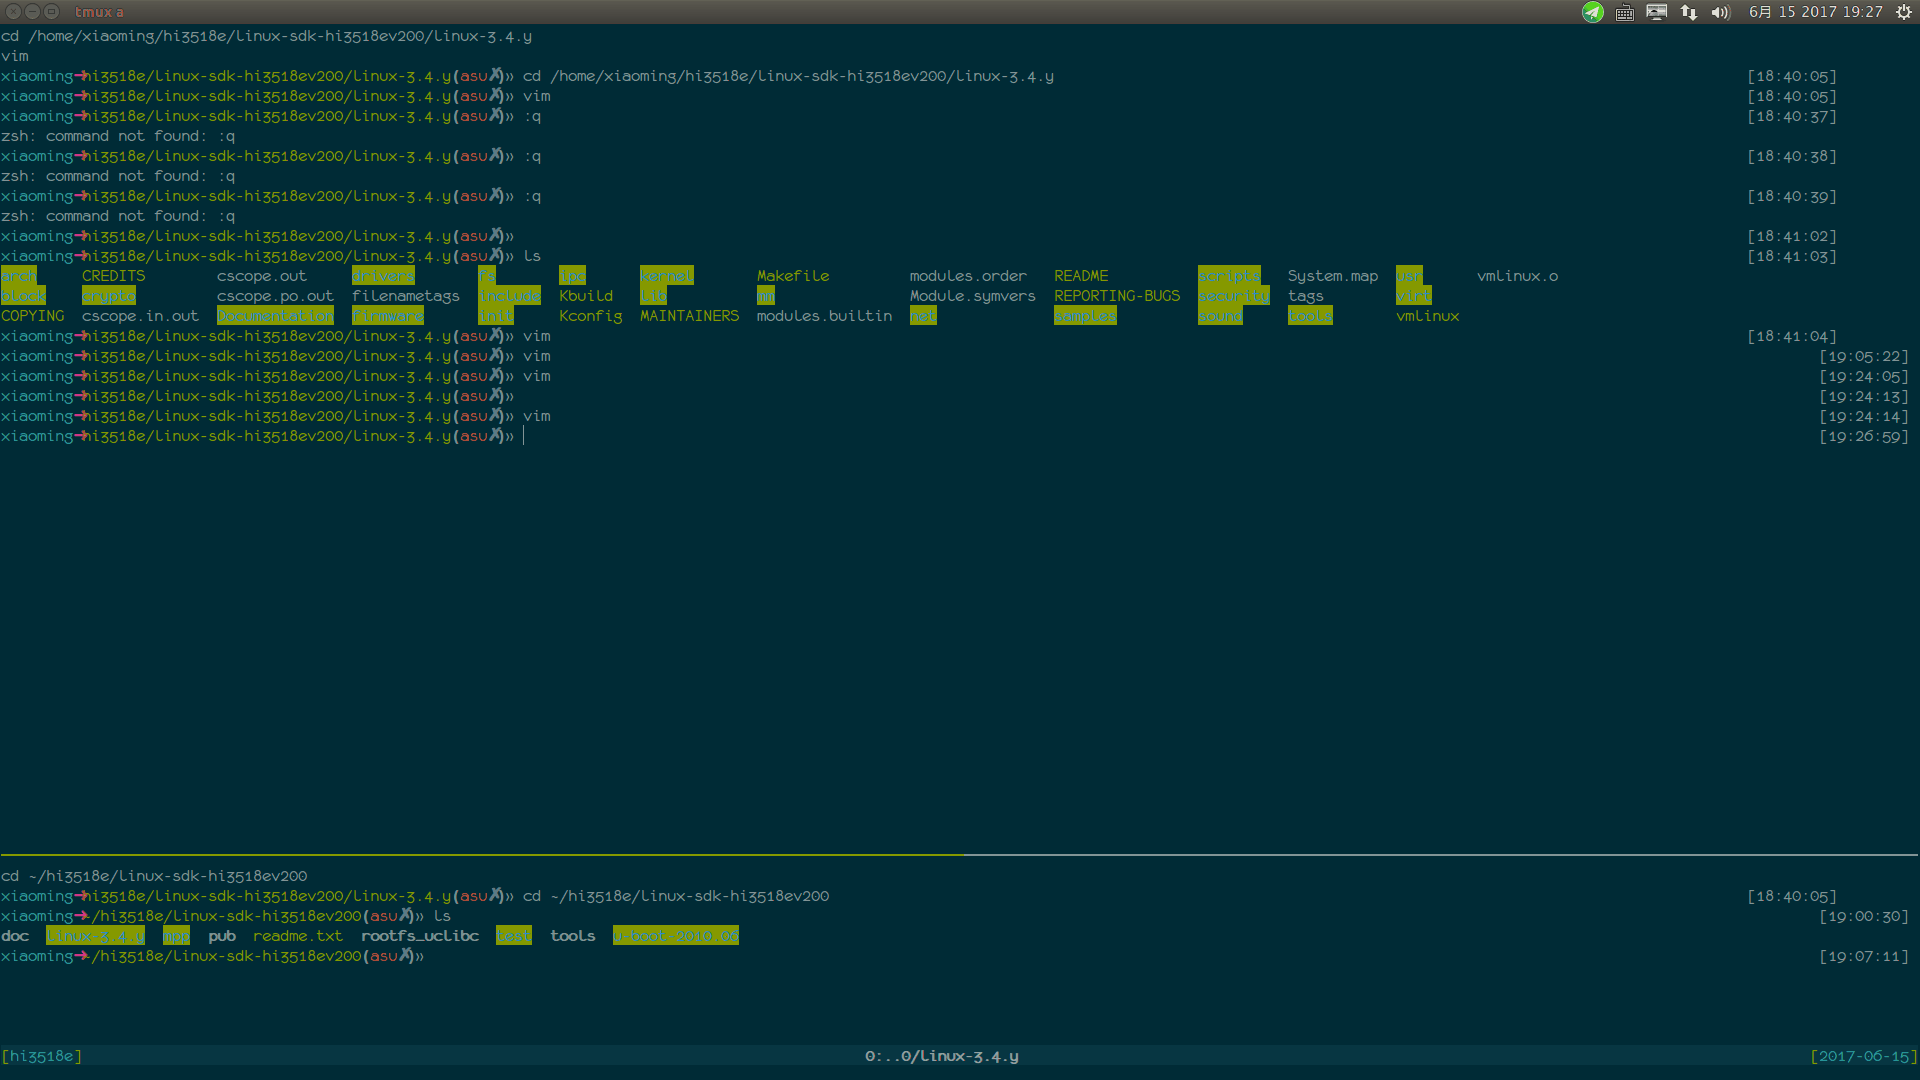 tmux a
6月 15 2017 19:27
cd /home/xiaoming/hi3518e/linux-sdk-hi3518ev200/linux-3.4.y
vim
xiaoming➜hi3518e/linux-sdk-hi3518ev200/linux-3.4.y(asu✗)» cd /home/xiaoming/hi3518e/linux-sdk-hi3518ev200/linux-3.4.y [18:40:05]
xiaoming➜hi3518e/linux-sdk-hi3518ev200/linux-3.4.y(asu✗)» vim [18:40:05]
xiaoming➜hi3518e/linux-sdk-hi3518ev200/linux-3.4.y(asu✗)» :q [18:40:37]
zsh: command not found: :q
xiaoming➜hi3518e/linux-sdk-hi3518ev200/linux-3.4.y(asu✗)» :q [18:40:38]
zsh: command not found: :q
xiaoming➜hi3518e/linux-sdk-hi3518ev200/linux-3.4.y(asu✗)» :q [18:40:39]
zsh: command not found: :q
xiaoming➜hi3518e/linux-sdk-hi3518ev200/linux-3.4.y(asu✗)» [18:41:02]
xiaoming➜hi3518e/linux-sdk-hi3518ev200/linux-3.4.y(asu✗)» ls [18:41:03]
arch CREDITS cscope.out drivers fs ipc kernel Makefile modules.order README scripts System.map usr vmlinux.o
block crypto cscope.po.out filenametags include Kbuild lib mm Module.symvers REPORTING-BUGS security tags virt
COPYING cscope.in.out Documentation firmware init Kconfig MAINTAINERS modules.builtin net samples sound tools vmlinux
xiaoming➜hi3518e/linux-sdk-hi3518ev200/linux-3.4.y(asu✗)» vim [18:41:04]
xiaoming➜hi3518e/linux-sdk-hi3518ev200/linux-3.4.y(asu✗)» vim [19:05:22]
xiaoming➜hi3518e/linux-sdk-hi3518ev200/linux-3.4.y(asu✗)» vim [19:24:05]
xiaoming➜hi3518e/linux-sdk-hi3518ev200/linux-3.4.y(asu✗)» [19:24:13]
xiaoming➜hi3518e/linux-sdk-hi3518ev200/linux-3.4.y(asu✗)» vim [19:24:14]
xiaoming➜hi3518e/linux-sdk-hi3518ev200/linux-3.4.y(asu✗)» [19:26:59]
cd ~/hi3518e/linux-sdk-hi3518ev200
xiaoming➜hi3518e/linux-sdk-hi3518ev200/linux-3.4.y(asu✗)» cd ~/hi3518e/linux-sdk-hi3518ev200 [18:40:05]
xiaoming➜~/hi3518e/linux-sdk-hi3518ev200(asu✗)» ls [19:00:30]
doc linux-3.4.y mpp pub readme.txt rootfs_uclibc test tools u-boot-2010.06
xiaoming➜~/hi3518e/linux-sdk-hi3518ev200(asu✗)» [19:07:11]
[hi3518e] 0:..0/linux-3.4.y [2017-06-15]